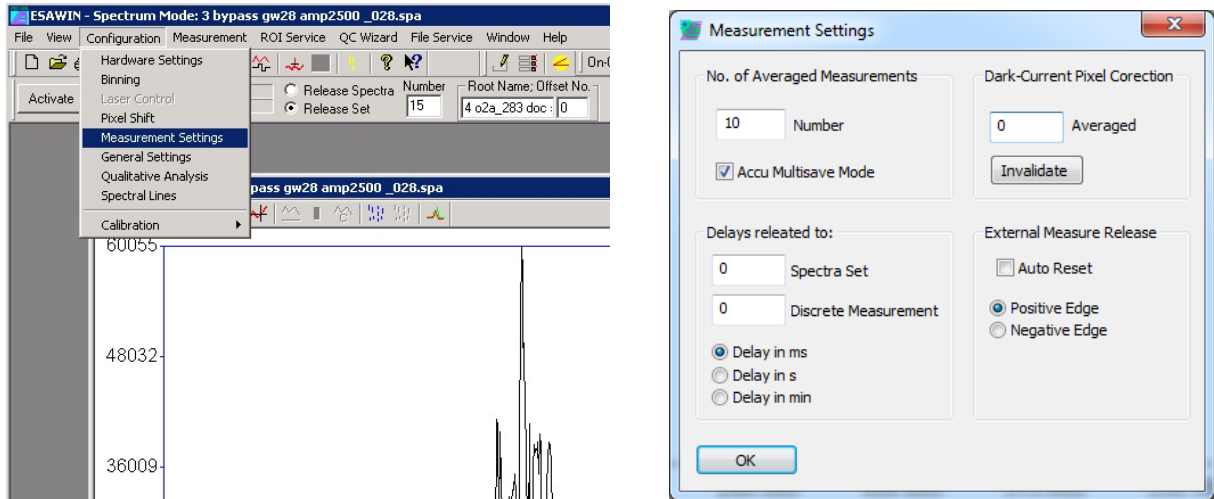 ESAWIN - Spectrum Mode: 3 bypass gw28 amp2500 _028.spa
File View Configuration Measurement ROI Service QC Wizard File Service Window Help
Hardware Settings
Binning
Laser Control
Pixel Shift
Measurement Settings
General Settings
Qualitative Analysis
Spectral Lines
Calibration
Activate
Release Spectra
Release Set
Number
15
Root Name; Offset No.
4 o2a_283 doc :
0
pass gw28 amp2500 _028.spa
60055
48032
36009
Measurement Settings
No. of Averaged Measurements
10 Number
Accu Multisave Mode
Dark-Current Pixel Corection
0 Averaged
Invalidate
Delays releated to:
0 Spectra Set
0 Discrete Measurement
Delay in ms
Delay in s
Delay in min
External Measure Release
Auto Reset
Positive Edge
Negative Edge
OK